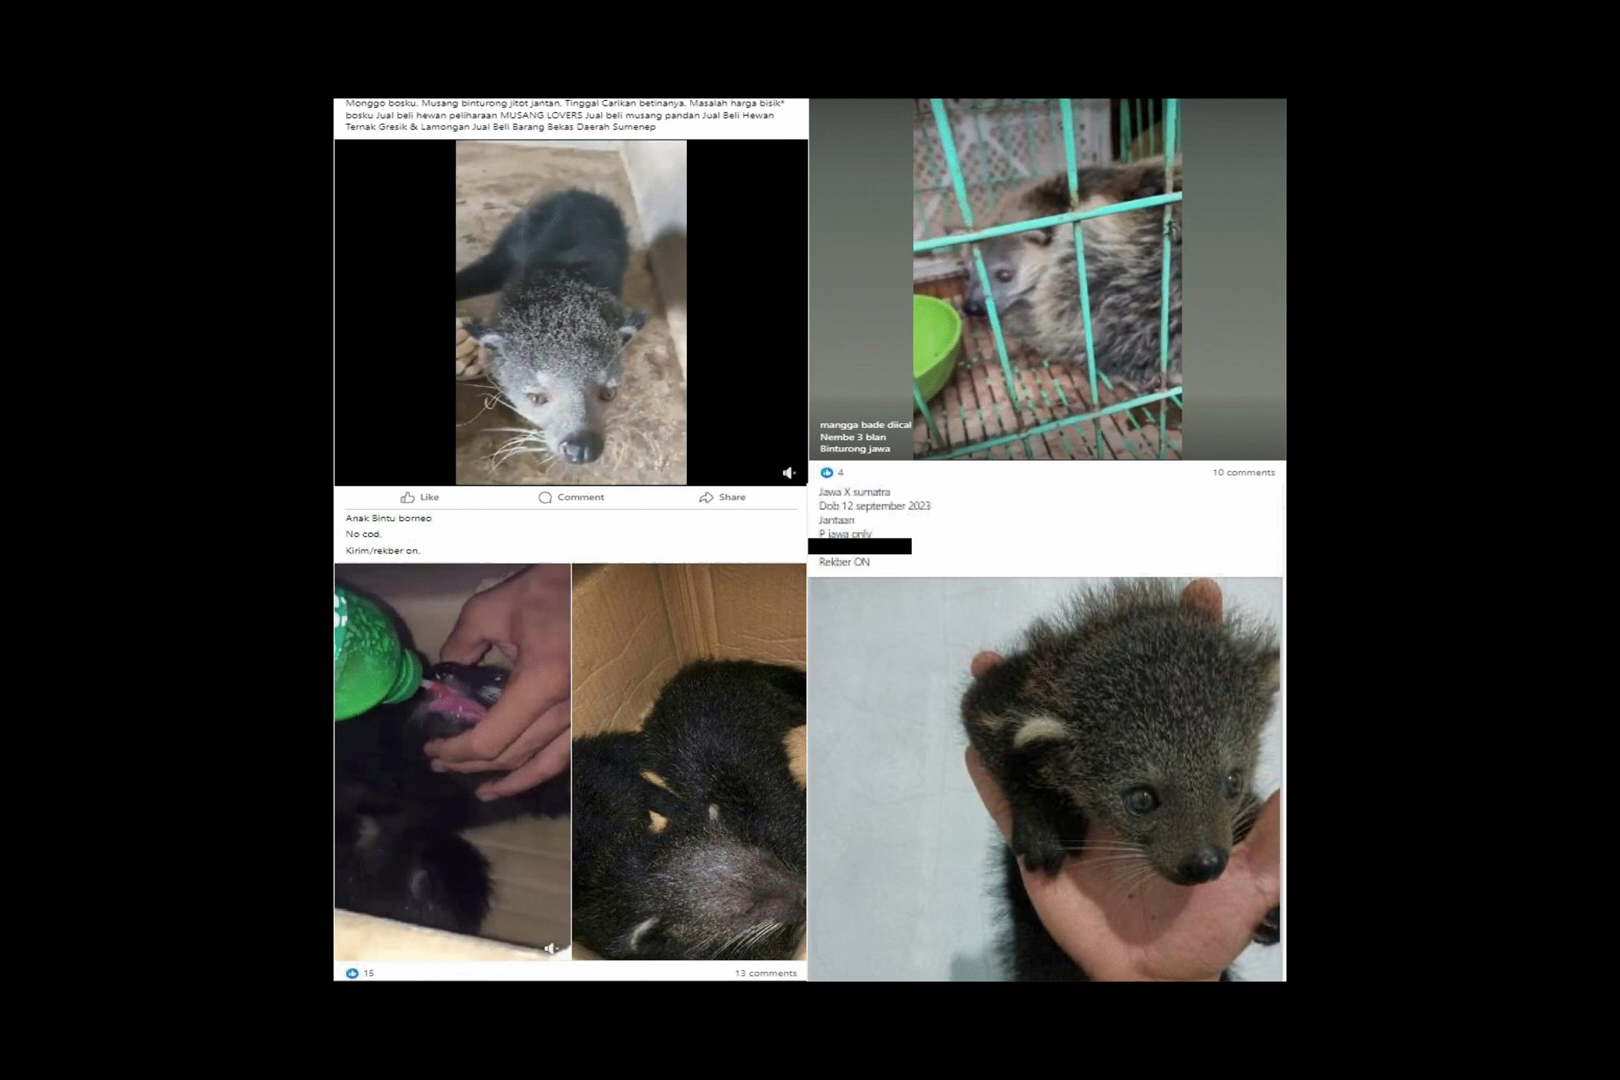 Monggo bosku. Musang binturong jitot jantan. Tinggal Carikan betinanya. Masalah harga bisik*
bosku Jual beli hewan peliharaan MUSANG LOVERS Jual beli musang pandan Jual Beli Hewan
Ternak Gresik & Lamongan Jual Beli Barang Bekas Daerah Sumenep
Like Comment Share
Anak Bintu borneo
No cod,
Kirim/rekber on.
15 13 comments
mangga bade diical
Nembe 3 blan
Binturong jawa
4 10 comments
Jawa X sumatra
Dob 12 september 2023
Jantaan
P jawa only
Rekber ON